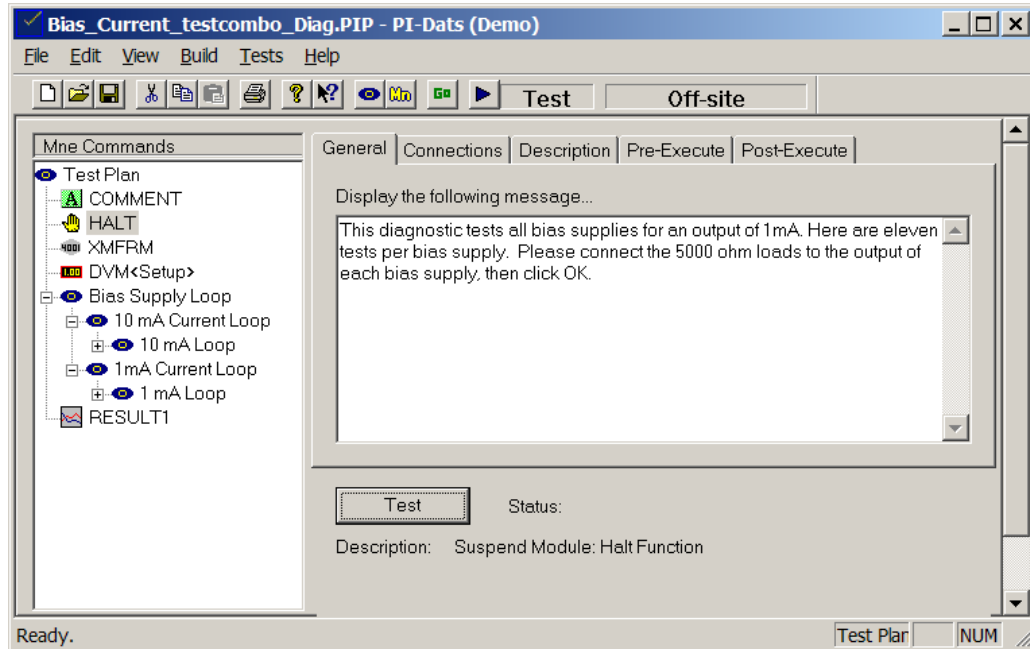 Bias_Current_testcombo_Diag.PIP - PI-Dats (Demo)
File Edit View Build Tests Help
Mn Go Test Off-site
Mne Commands
General Connections Description Pre-Execute Post-Execute
Test Plan
A COMMENT
HALT
XMFRM
1.00 DVM<Setup>
Bias Supply Loop
10 mA Current Loop
10 mA Loop
1mA Current Loop
1 mA Loop
RESULT1
Display the following message...
This diagnostic tests all bias supplies for an output of 1mA. Here are eleven
tests per bias supply. Please connect the 5000 ohm loads to the output of
each bias supply, then click OK.
Test Status:
Description: Suspend Module: Halt Function
Ready. Test Plan NUM